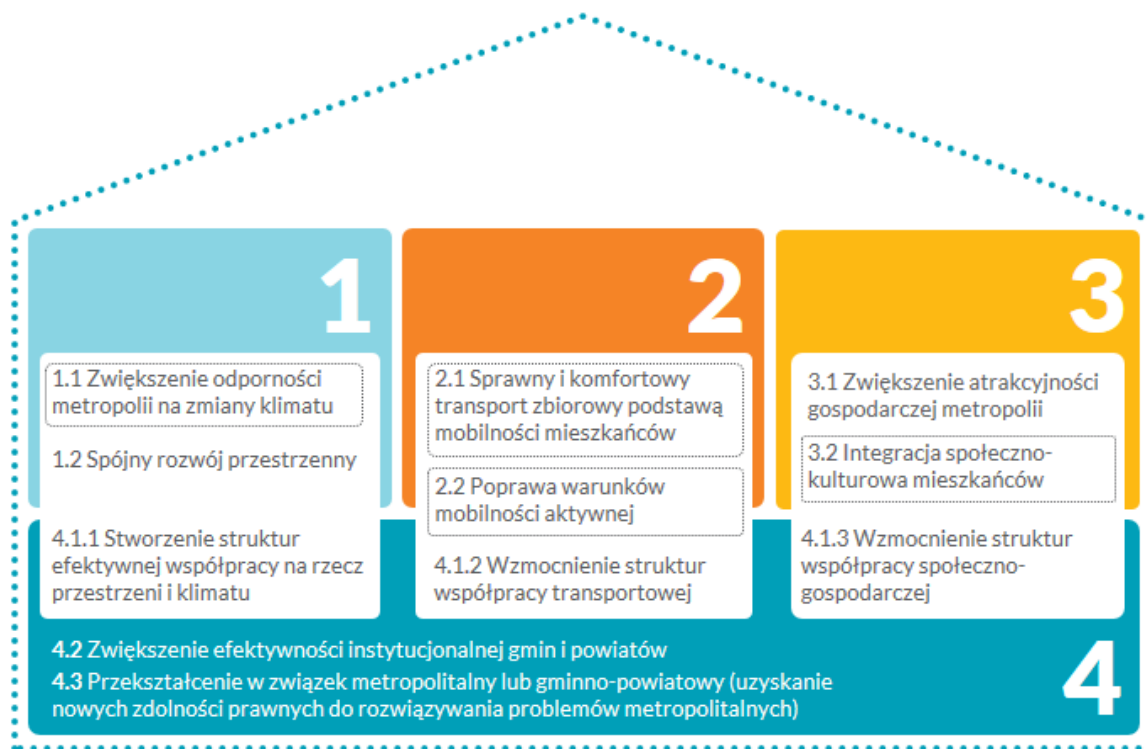 1
1.1 Zwiększenie odporności
metropolii na zmiany klimatu
1.2 Spójny rozwój przestrzenny
4.1.1 Stworzenie struktur
efektywnej współpracy na rzecz
przestrzeni i klimatu
2
2.1 Sprawny i komfortowy
transport zbiorowy podstawą
mobilności mieszkańców
2.2 Poprawa warunków
mobilności aktywnej
4.1.2 Wzmocnienie struktur
współpracy transportowej
3
3.1 Zwiększenie atrakcyjności
gospodarczej metropolii
3.2 Integracja społeczno-
kulturowa mieszkańców
4.1.3 Wzmocnienie struktur
współpracy społeczno-
gospodarczej
4.2 Zwiększenie efektywności instytucjonalnej gmin i powiatów
4.3 Przekształcenie w związek metropolitalny lub gminno-powiatowy (uzyskanie
nowych zdolności prawnych do rozwiązywania problemów metropolitalnych)
4